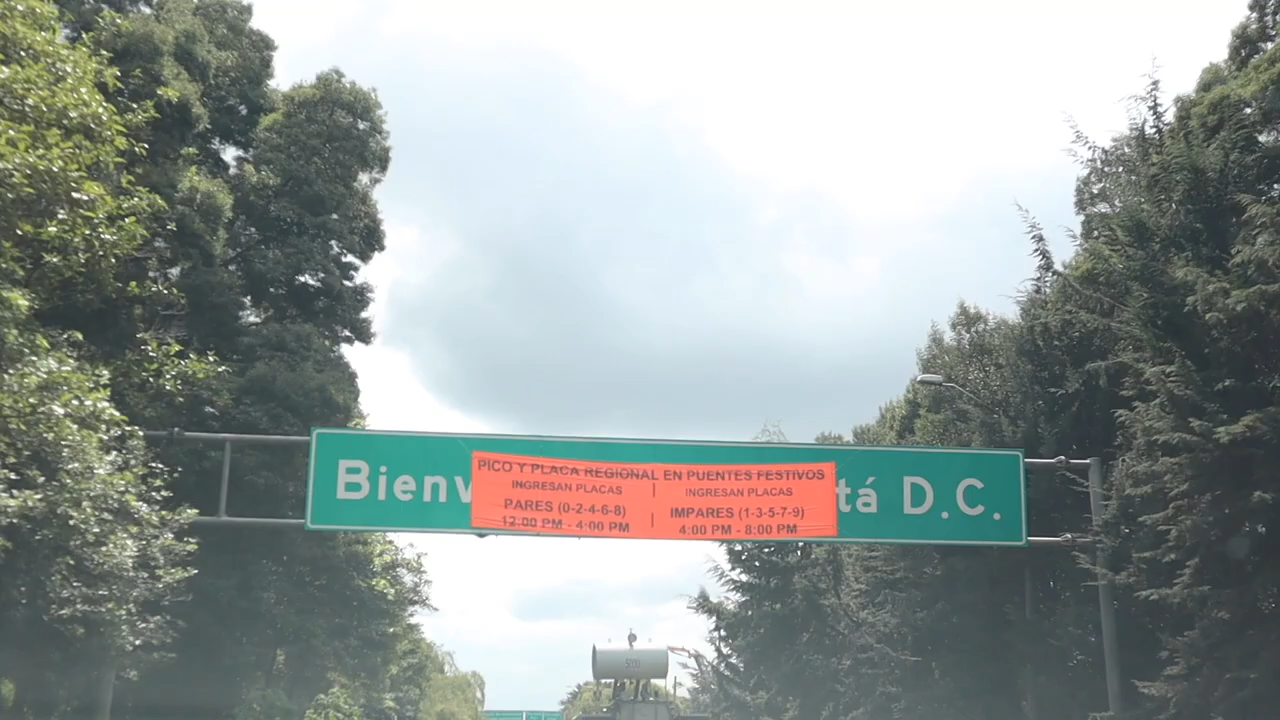 Bienv tá D.C.
PICO Y PLACA REGIONAL EN PUENTES FESTIVOS
INGRESAN PLACAS INGRESAN PLACAS
PARES (0-2-4-6-8) IMPARES (1-3-5-7-9)
12:00 PM - 4:00 PM 4:00 PM - 8:00 PM
5000